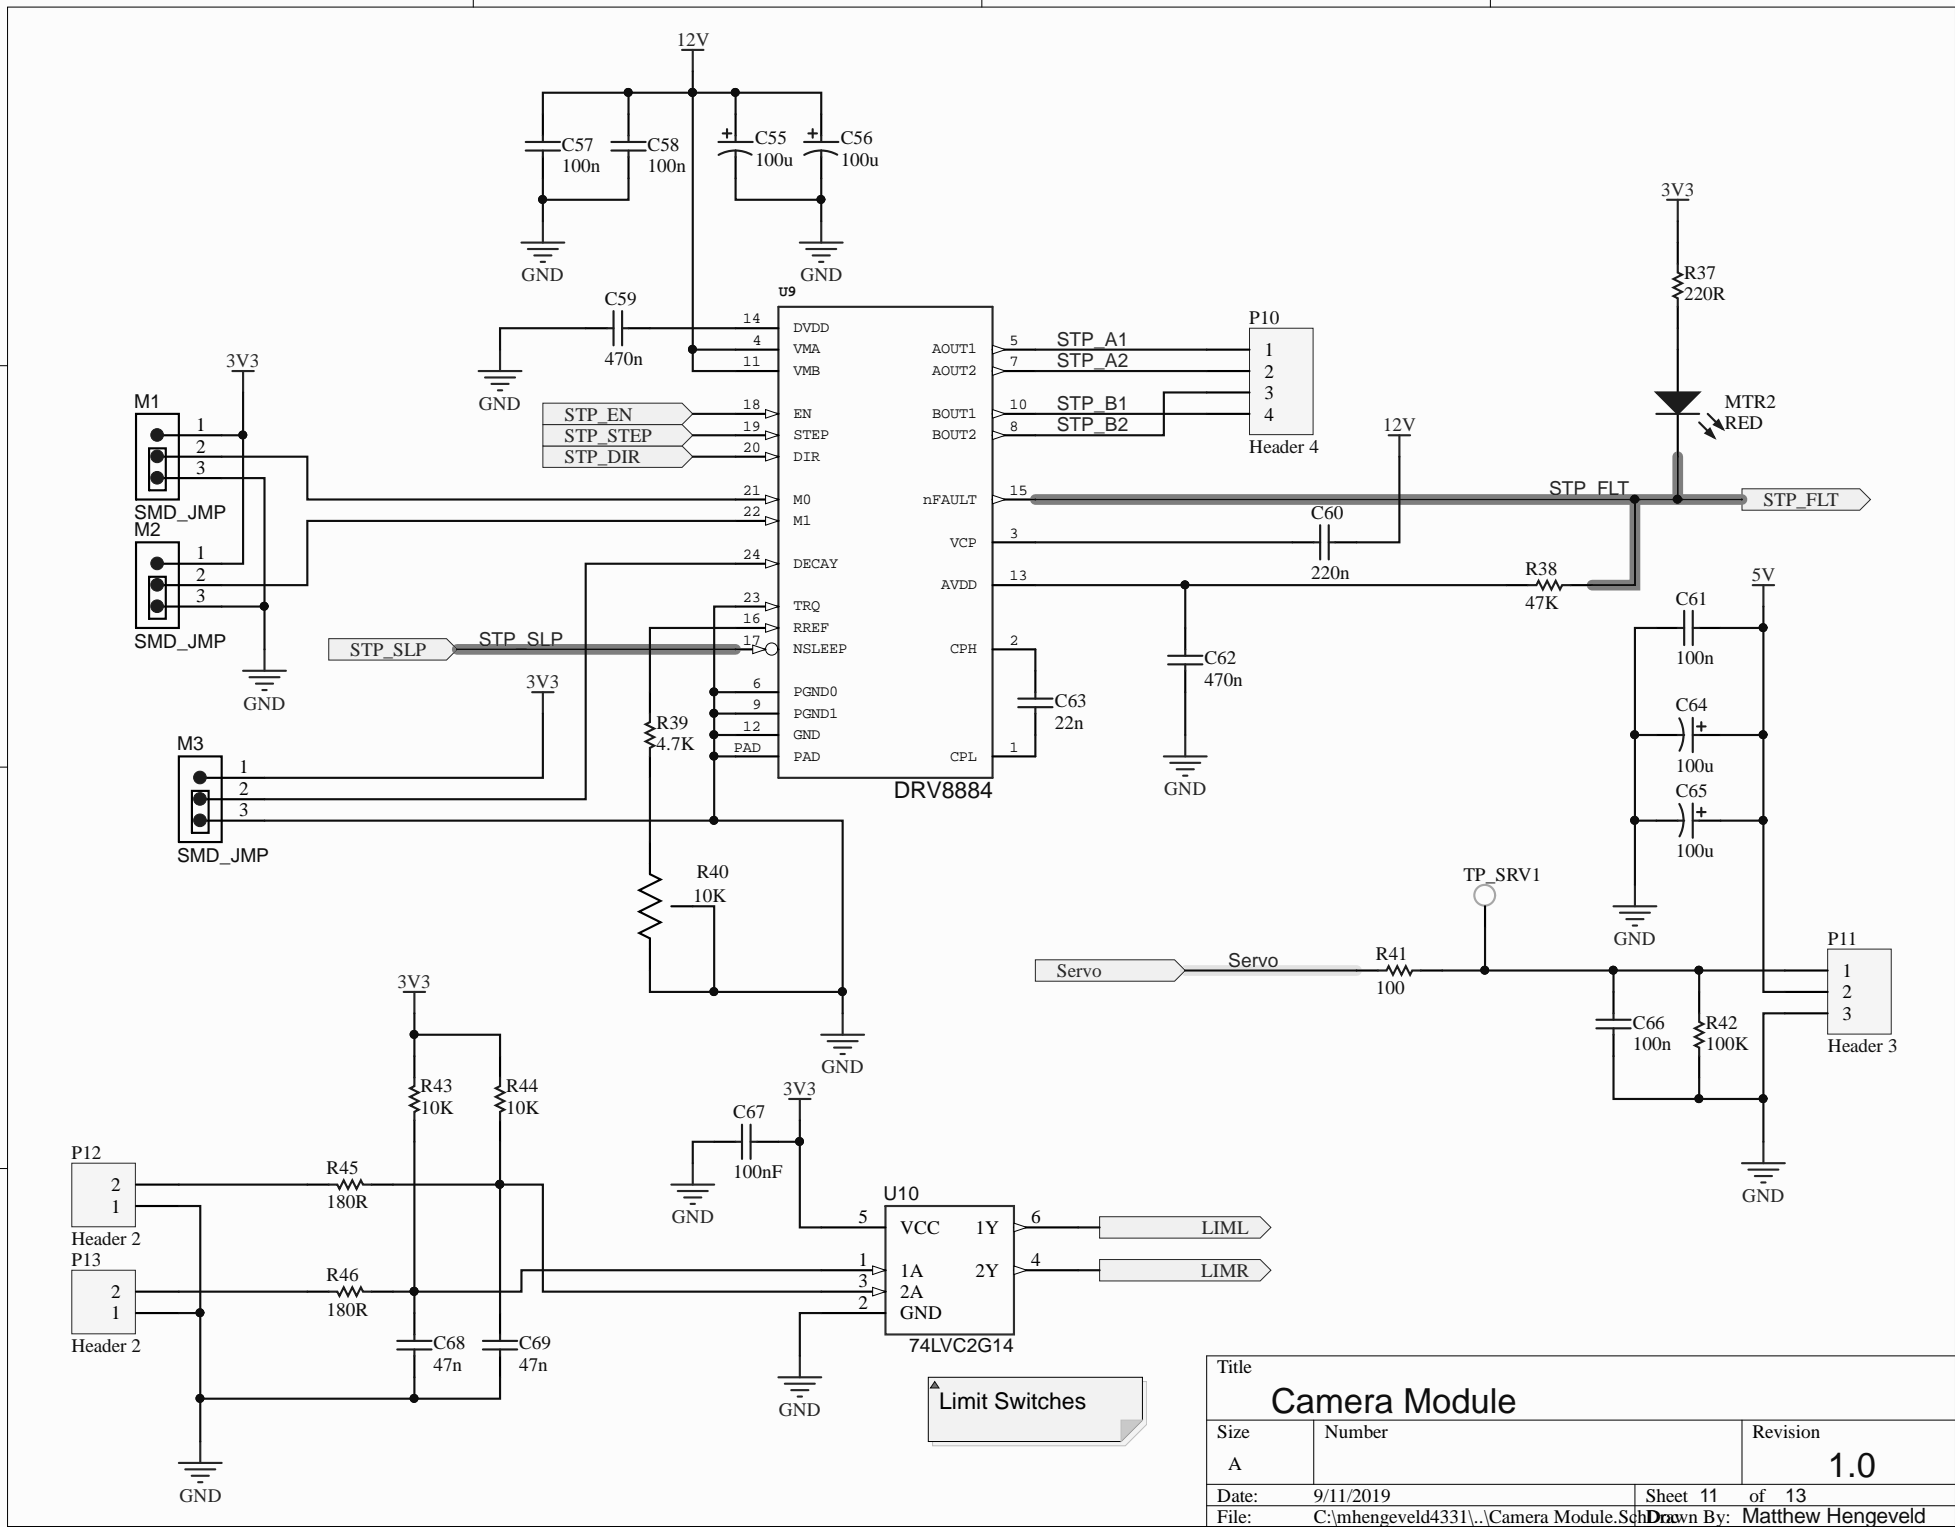 12V
C57
100n
C58
100n
C55
100u
C56
100u
GND
GND
3V3
R37
220R
MTR2
RED
U9
C59
470n
GND
14 DVDD
4 VMA
11 VMB
18 EN
19 STEP
20 DIR
21 M0
22 M1
24 DECAY
23 TRQ
16 RREF
17 NSLEEP
6 PGND0
9 PGND1
12 GND
PAD PAD
AOUT1 5 STP_A1
AOUT2 7 STP_A2
BOUT1 10 STP_B1
BOUT2 8 STP_B2
nFAULT 15
VCP 3
AVDD 13
CPH 2
CPL 1
DRV8884
P10
1
2
3
4
Header 4
STP_EN
STP_STEP
STP_DIR
3V3
M1
1
2
3
SMD_JMP
M2
1
2
3
SMD_JMP
GND
STP_SLP
STP_SLP
3V3
M3
1
2
3
SMD_JMP
R39
4.7K
R40
10K
GND
12V
STP_FLT
STP_FLT
C60
220n
R38
47K
C62
470n
GND
C63
22n
5V
C61
100n
C64
100u
C65
100u
GND
TP_SRV1
Servo
Servo
R41
100
C66
100n
R42
100K
P11
1
2
3
Header 3
GND
3V3
R43
10K
R44
10K
P12
2
1
Header 2
P13
2
1
Header 2
R45
180R
R46
180R
C68
47n
C69
47n
GND
3V3
C67
100nF
GND
U10
5 VCC
1 1A
3 2A
2 GND
1Y 6
2Y 4
74LVC2G14
LIML
LIMR
GND
Limit Switches
Title
Camera Module
Size
A
Number
Revision
1.0
Date: 9/11/2019
Sheet 11 of 13
File: C:\mhengeveld4331\..\Camera Module.SchDoc
Drawn By: Matthew Hengeveld